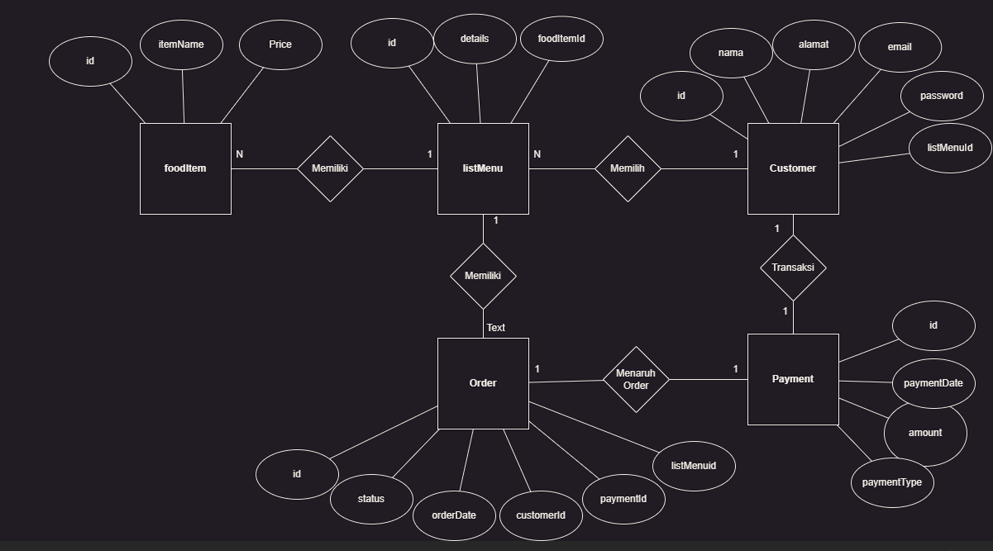 id
itemName
Price
id
details
foodItemId
id
nama
alamat
email
password
listMenuId
foodItem
N
Memiliki
1
listMenu
N
Memilih
1
Customer
1
Memiliki
Text
1
Transaksi
1
Order
1
Menaruh
Order
1
Payment
id
paymentDate
amount
paymentType
id
status
orderDate
customerId
paymentId
listMenuid